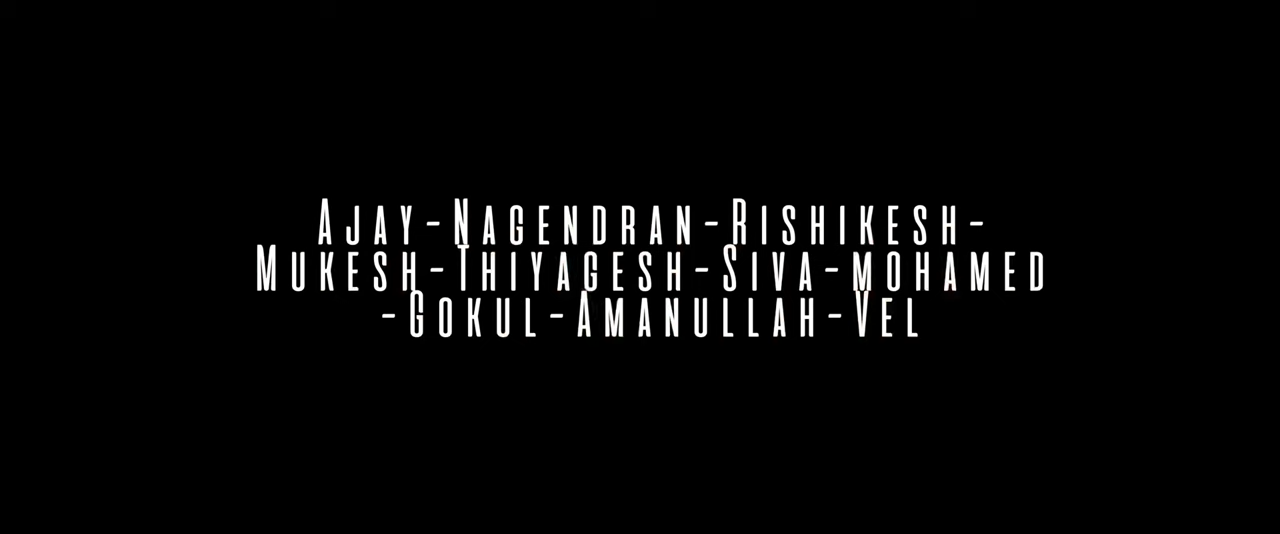 Ajay-Nagendran-Rishikesh-
Mukesh-Thiyagesh-Siva-mohamed
-Gokul-Amanullah-Vel